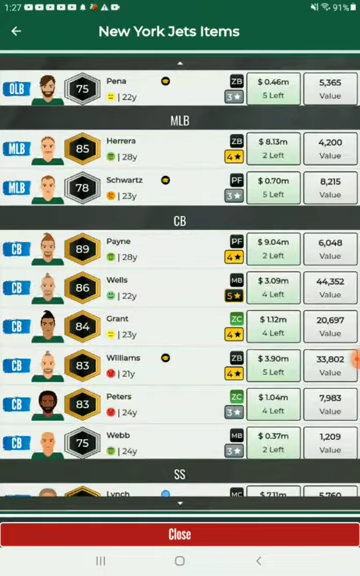 1:27
91%
New York Jets Items
OLB 75 Pena 22y ZB 3★ $ 0.46m 5 Left 5,365 Value
MLB
MLB 85 Herrera 28y ZB 4★ $ 8.13m 2 Left 4,200 Value
MLB 78 Schwartz 23y PF 3★ $ 0.70m 5 Left 8,215 Value
CB
CB 89 Payne 28y PF 4★ $ 9.04m 2 Left 6,048 Value
CB 86 Wells 22y MB 5★ $ 3.09m 4 Left 44,352 Value
CB 84 Grant 23y ZC 4★ $ 1.12m 4 Left 20,697 Value
CB 83 Williams 21y ZB 4★ $ 3.90m 5 Left 33,802 Value
CB 83 Peters 24y ZC 3★ $ 1.04m 4 Left 7,983 Value
CB 75 Webb 24y MB 3★ $ 0.37m 2 Left 1,209 Value
SS
Lynch MC $ 7.11m 5,760
Close